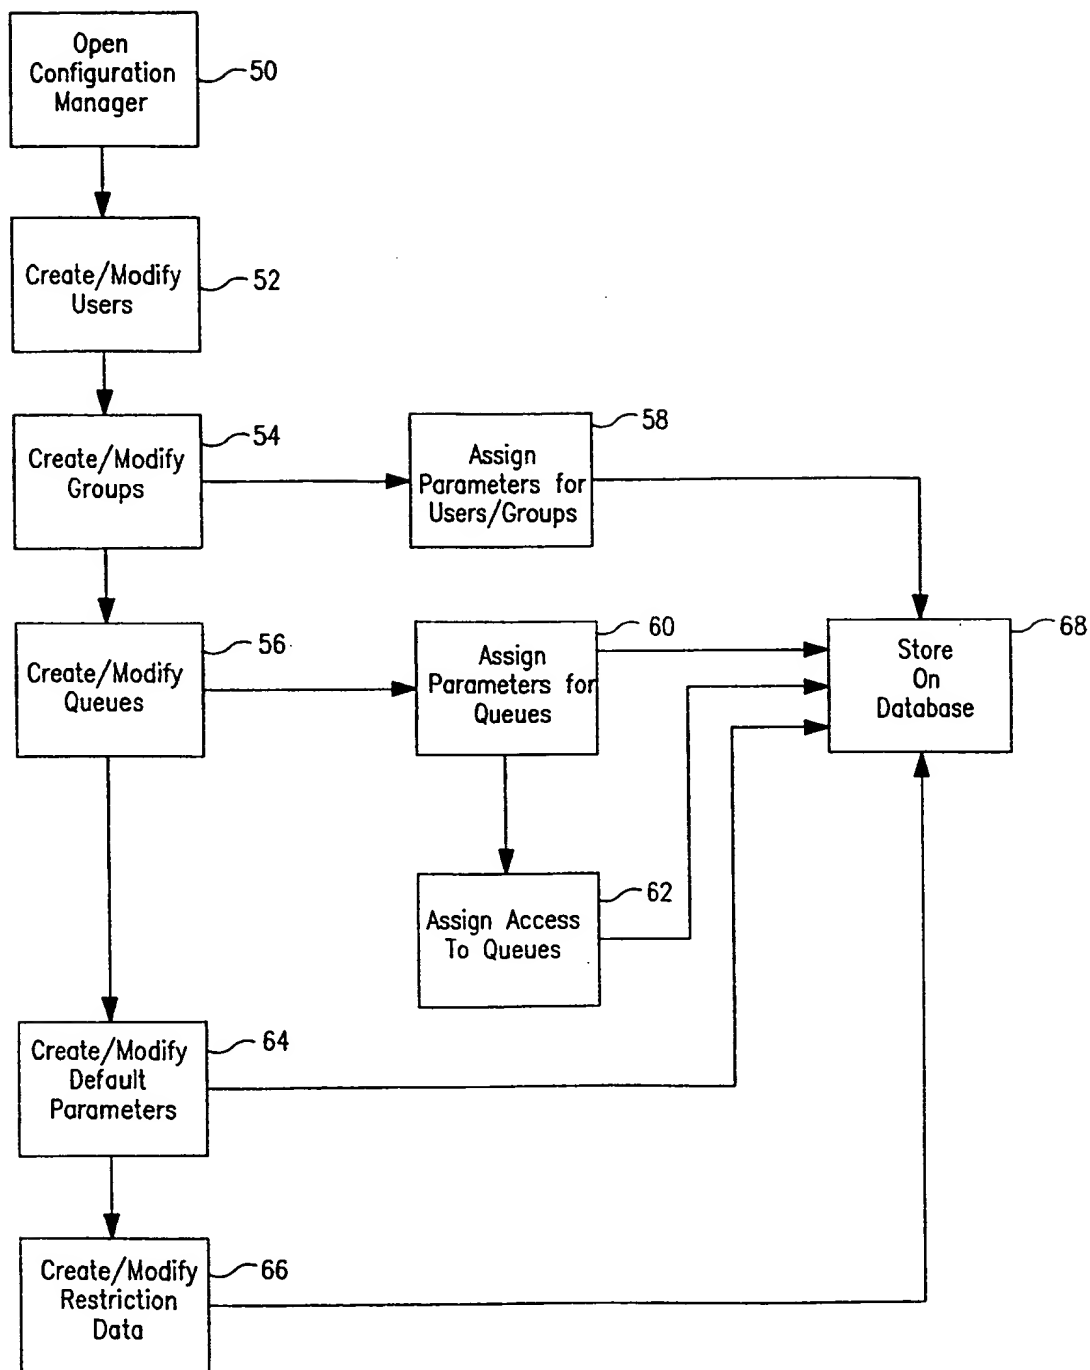 Open
Configuration
Manager
50
Create/Modify
Users
52
Create/Modify
Groups
54
Assign
Parameters for
Users/Groups
58
Create/Modify
Queues
56
Assign
Parameters for
Queues
60
Store
On
Database
68
Assign Access
To Queues
62
Create/Modify
Default
Parameters
64
Create/Modify
Restriction
Data
66